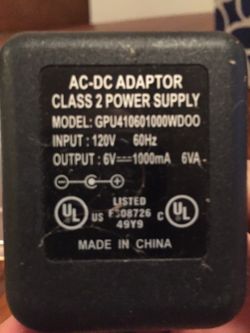 AC-DC ADAPTOR
CLASS 2 POWER SUPPLY
MODEL: GPU410601000WDOO
INPUT : 120V 60Hz
OUTPUT : 6V⎓1000mA 6VA
LISTED
UL US E308726 C UL
49Y9
MADE IN CHINA